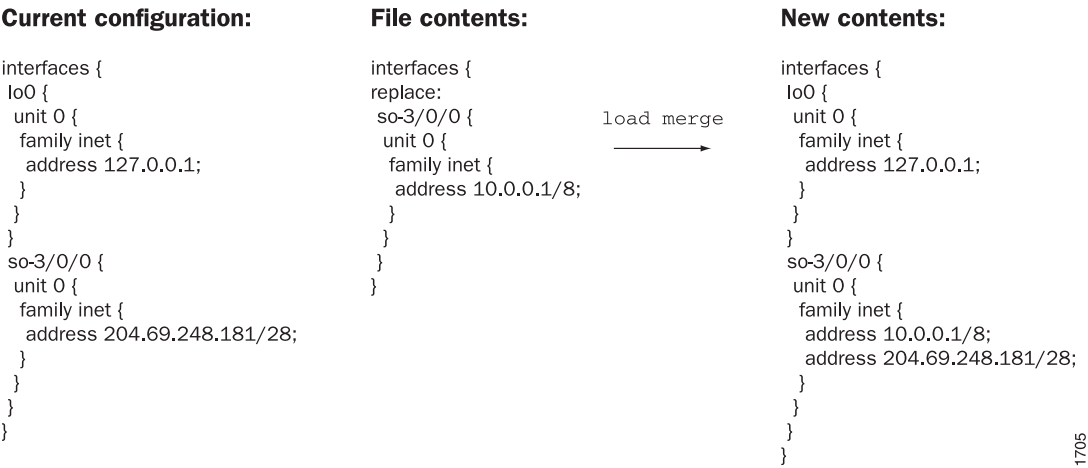 Current configuration:
interfaces {
lo0 {
unit 0 {
family inet {
address 127.0.0.1;
}
}
}
so-3/0/0 {
unit 0 {
family inet {
address 204.69.248.181/28;
}
}
}
}
File contents:
interfaces {
replace:
so-3/0/0 {
unit 0 {
family inet {
address 10.0.0.1/8;
}
}
}
}
load merge
New contents:
interfaces {
lo0 {
unit 0 {
family inet {
address 127.0.0.1;
}
}
}
so-3/0/0 {
unit 0 {
family inet {
address 10.0.0.1/8;
address 204.69.248.181/28;
}
}
}
}
1705